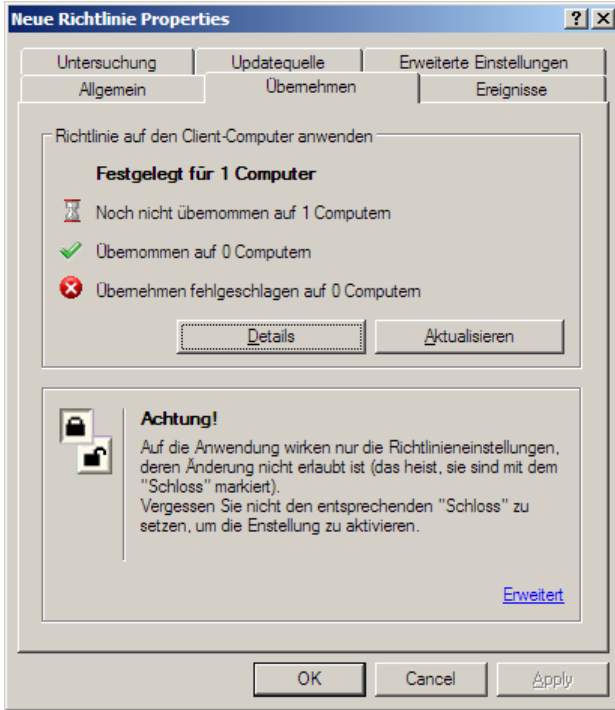 Neue Richtlinie Properties
Untersuchung
Updatequelle
Erweiterte Einstellungen
Allgemein
Übernehmen
Ereignisse
Richtlinie auf den Client-Computer anwenden
Festgelegt für 1 Computer
Noch nicht übernommen auf 1 Computern
Übernommen auf 0 Computern
Übernehmen fehlgeschlagen auf 0 Computern
Details
Aktualisieren
Achtung!
Auf die Anwendung wirken nur die Richtlinieneinstellungen,
deren Änderung nicht erlaubt ist (das heist, sie sind mit dem
"Schloss" markiert).
Vergessen Sie nicht den entsprechenden "Schloss" zu
setzen, um die Enstellung zu aktivieren.
Erweitert
OK
Cancel
Apply